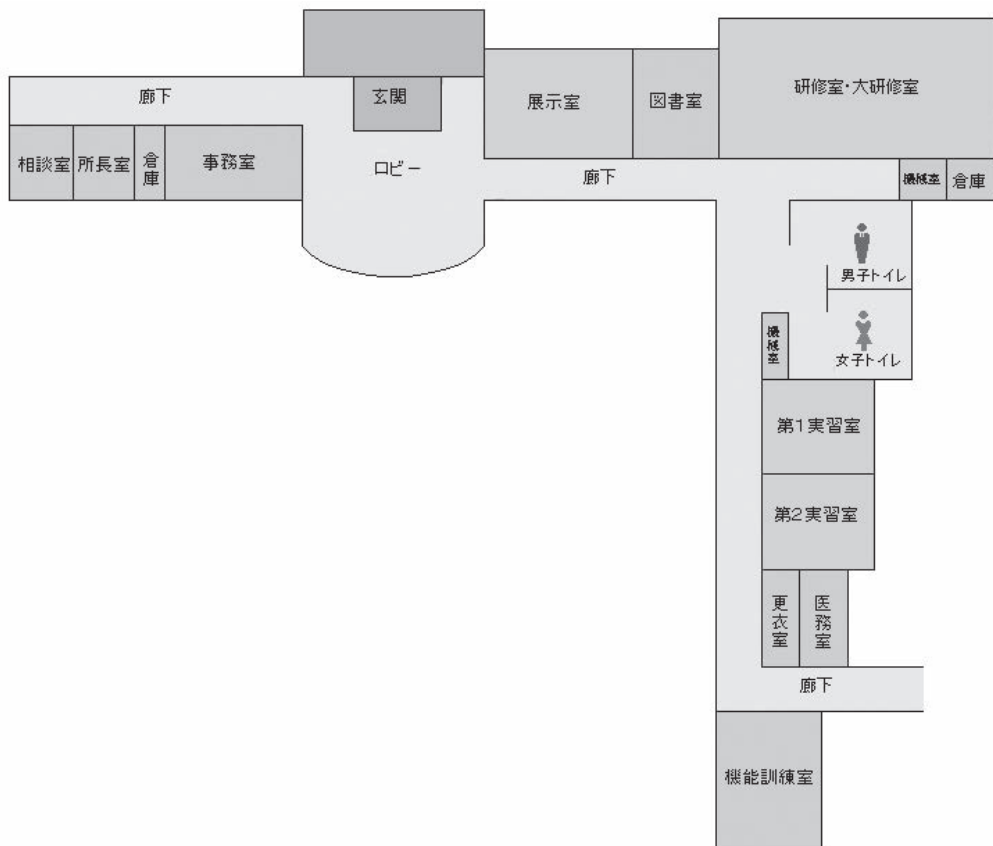 廊下
玄関
展示室
図書室
研修室・大研修室
相談室
所長室
倉庫
事務室
ロビー
廊下
機械室
倉庫
男子トイレ
機械室
女子トイレ
第1実習室
第2実習室
更衣室
医務室
廊下
機能訓練室